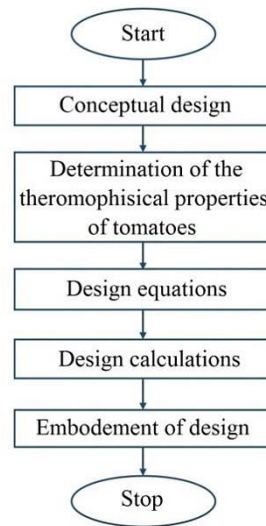 Start
Conceptual design
Determination of the
theromophisical properties
of tomatoes
Design equations
Design calculations
Embodement of design
Stop